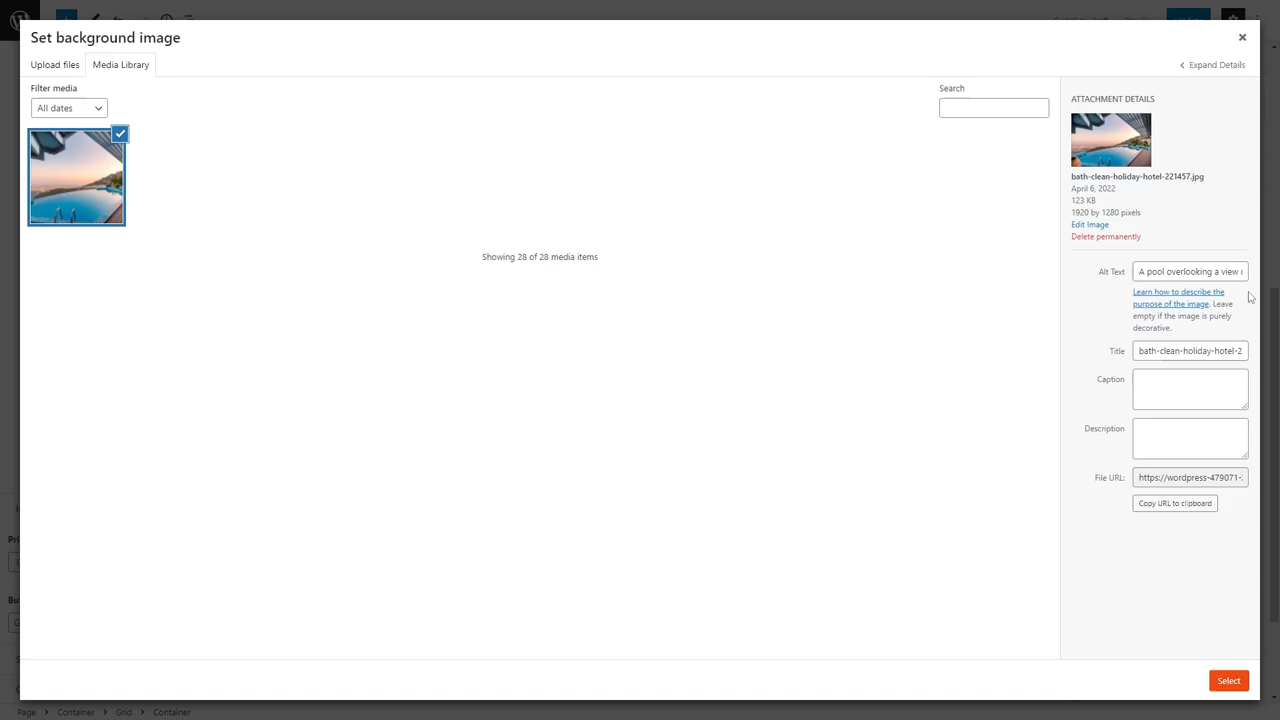 Set background image
Upload files
Media Library
Expand Details
Filter media
Search
All dates
ATTACHMENT DETAILS
bath-clean-holiday-hotel-221457.jpg
April 6, 2022
123 KB
1920 by 1280 pixels
Edit Image
Delete permanently
Showing 28 of 28 media items
Alt Text
A pool overlooking a view
Learn how to describe the
purpose of the image. Leave
empty if the image is purely
decorative.
Title
bath-clean-holiday-hotel-2
Caption
Description
File URL:
https://wordpress-479071-
Copy URL to clipboard
Select
Page
Container
Grid
Container